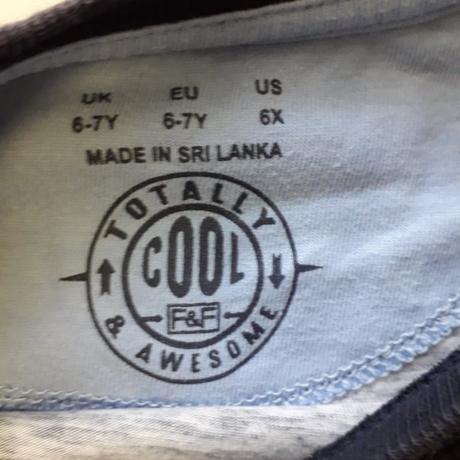 UK EU US
6-7Y 6-7Y 6X
MADE IN SRI LANKA
TOTALLY
COOL
F&F
& AWESOME